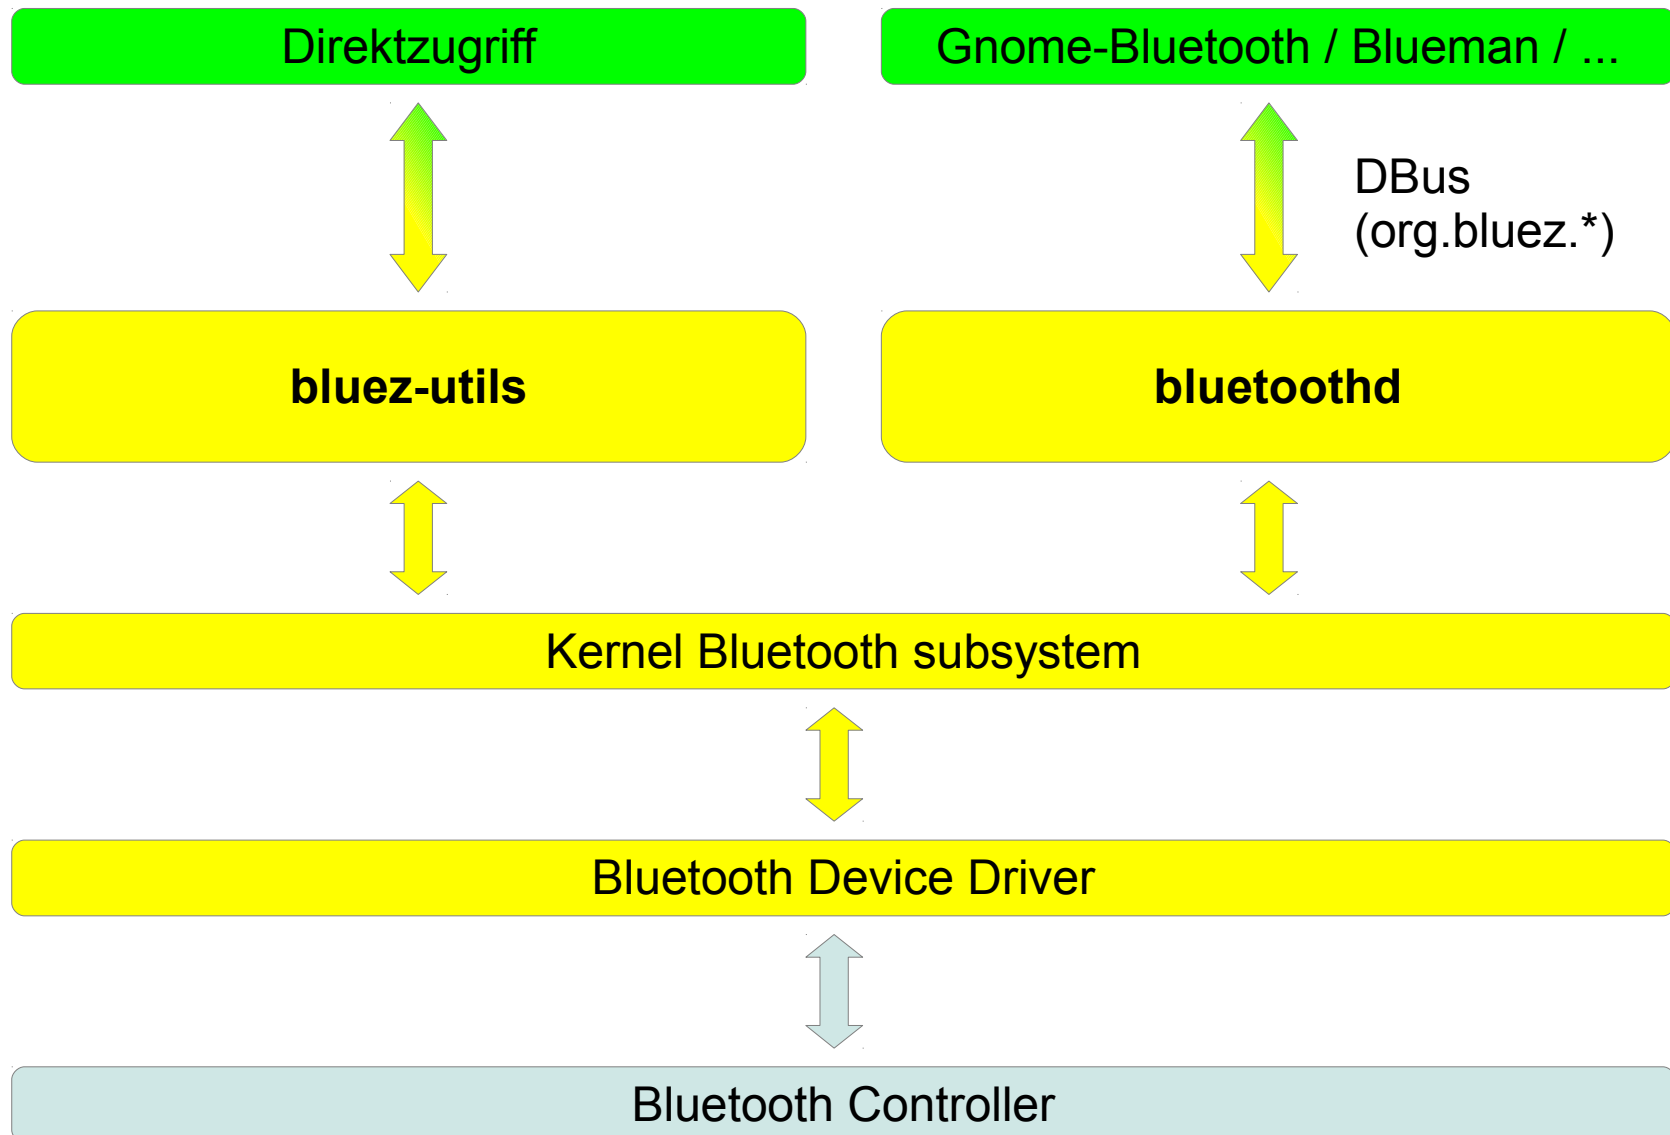 Direktzugriff
Gnome-Bluetooth / Blueman / ...
DBus
(org.bluez.*)
bluez-utils
bluetoothd
Kernel Bluetooth subsystem
Bluetooth Device Driver
Bluetooth Controller